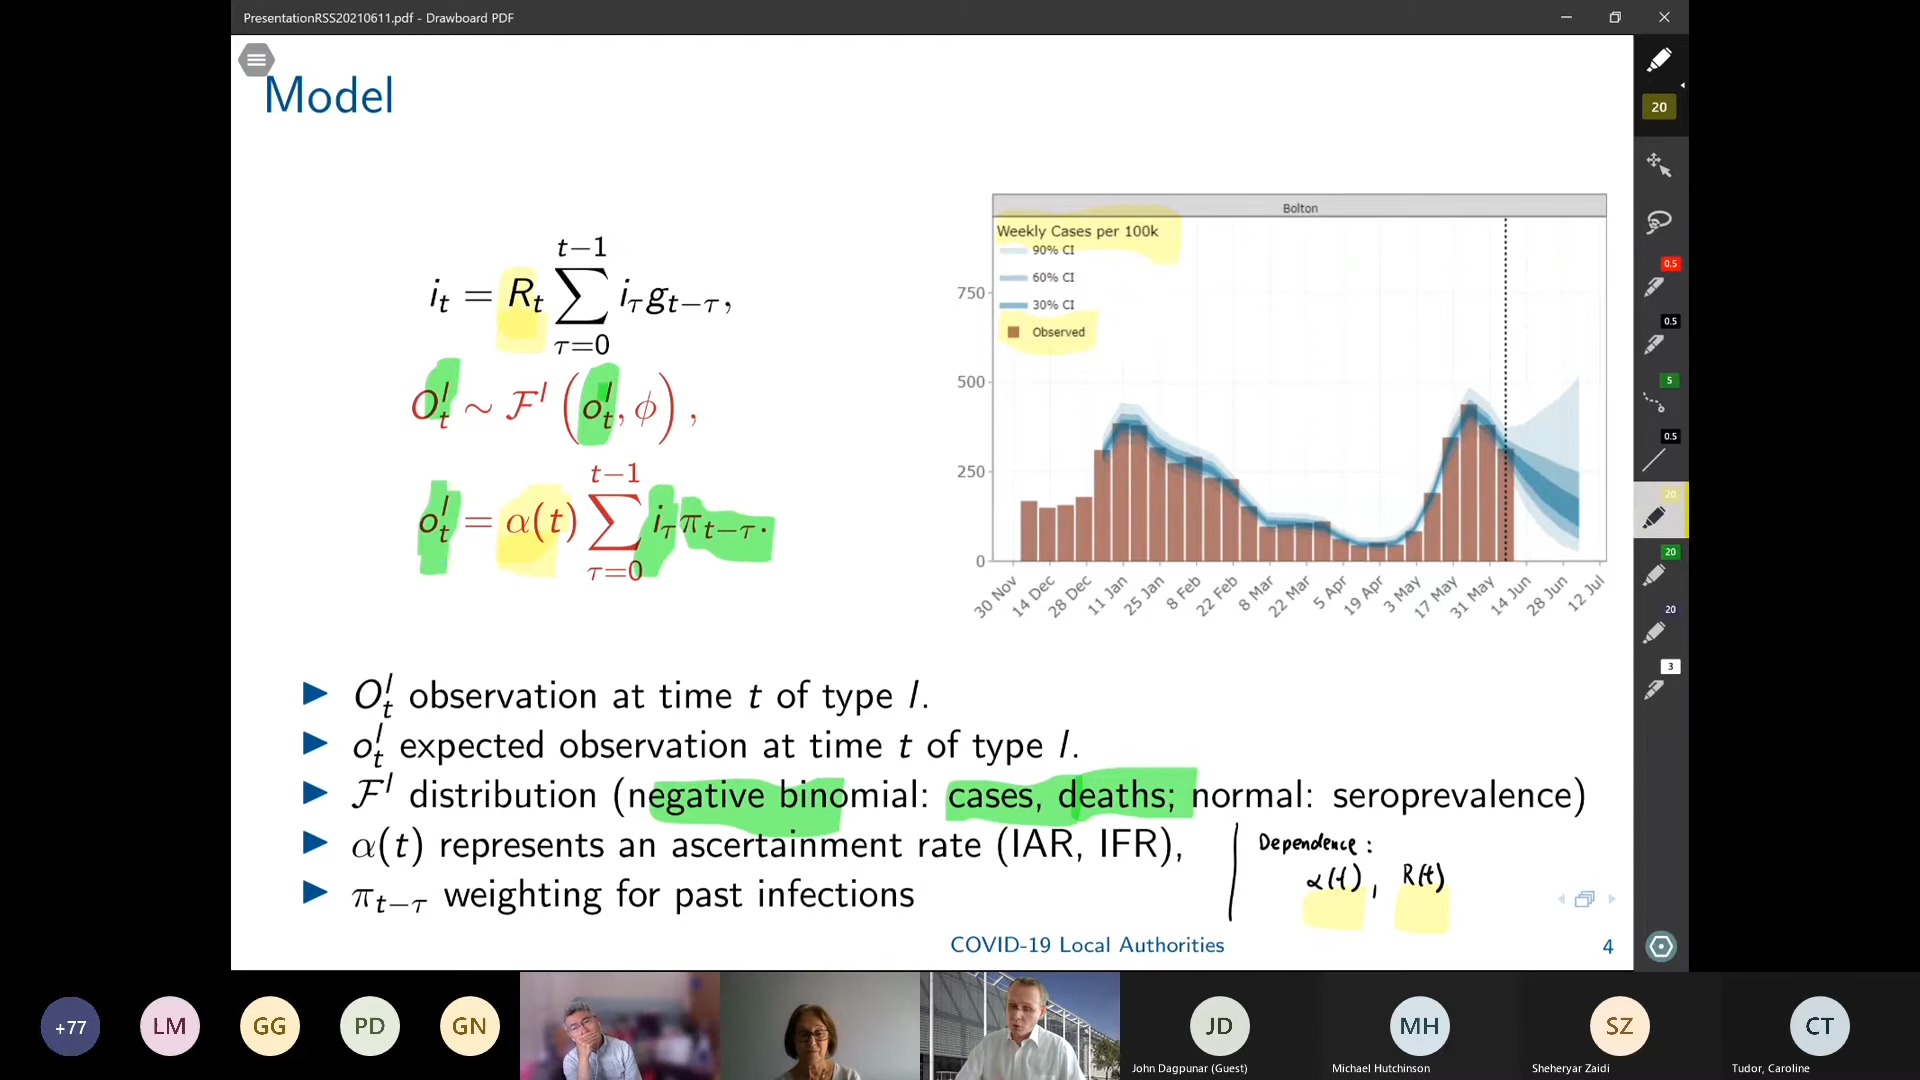 PresentationRSS20210611.pdf - Drawboard PDF
Model
i_t = R_t ∑_{τ=0}^{t−1} i_τ g_{t−τ},
O_t^l ∼ ℱ^l (o_t^l, ϕ),
o_t^l = α(t) ∑_{τ=0}^{t−1} i_τ π_{t−τ}.
Bolton
Weekly Cases per 100k
90% CI
60% CI
30% CI
Observed
750
500
250
0
30 Nov 14 Dec 28 Dec 11 Jan 25 Jan 8 Feb 22 Feb 8 Mar 22 Mar 5 Apr 19 Apr 3 May 17 May 31 May 14 Jun 28 Jun 12 Jul
▶ O_t^l observation at time t of type l.
▶ o_t^l expected observation at time t of type l.
▶ ℱ^l distribution (negative binomial: cases, deaths; normal: seroprevalence)
▶ α(t) represents an ascertainment rate (IAR, IFR),
▶ π_{t−τ} weighting for past infections
Dependence:
α(t), R(t)
COVID-19 Local Authorities
4
20
0.5
0.5
5
0.5
20
20
20
3
+77
LM
GG
PD
GN
JD
MH
SZ
CT
John Dagpunar (Guest)
Michael Hutchinson
Sheheryar Zaidi
Tudor, Caroline